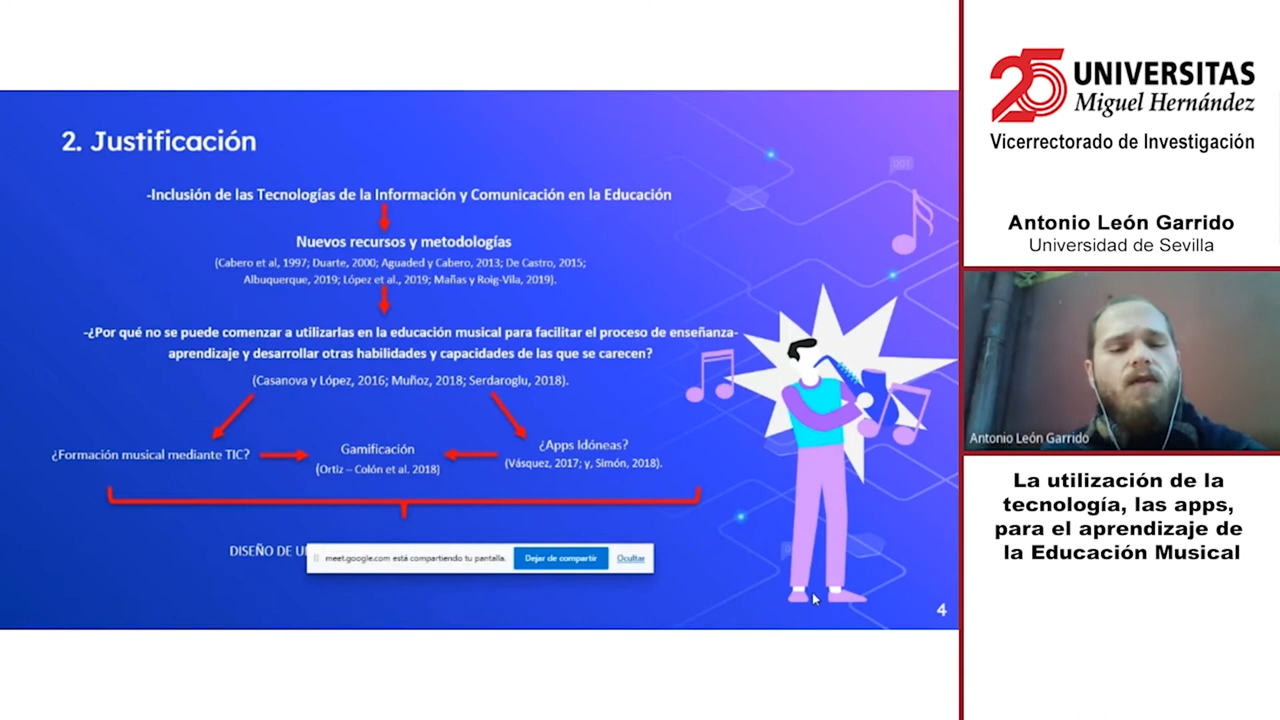 2. Justificación
-Inclusión de las Tecnologías de la Información y Comunicación en la Educación
Nuevos recursos y metodologías
(Cabero et al, 1997; Duarte, 2000; Aguaded y Cabero, 2013; De Castro, 2015;
Albuquerque, 2019; López et al., 2019; Mañas y Roig-Vila, 2019).
-¿Por qué no se puede comenzar a utilizarlas en la educación musical para facilitar el proceso de enseñanza-
aprendizaje y desarrollar otras habilidades y capacidades de las que se carecen?
(Casanova y López, 2016; Muñoz, 2018; Serdaroglu, 2018).
¿Formación musical mediante TIC?
Gamificación
(Ortiz – Colón et al. 2018)
¿Apps Idóneas?
(Vásquez, 2017; y, Simón, 2018).
DISEÑO DE
meet.google.com está compartiendo tu pantalla.
Dejar de compartir
Ocultar
4
001
25 UNIVERSITAS
Miguel Hernández
Vicerrectorado de Investigación
Antonio León Garrido
Universidad de Sevilla
Antonio León Garrido
La utilización de la
tecnología, las apps,
para el aprendizaje de
la Educación Musical